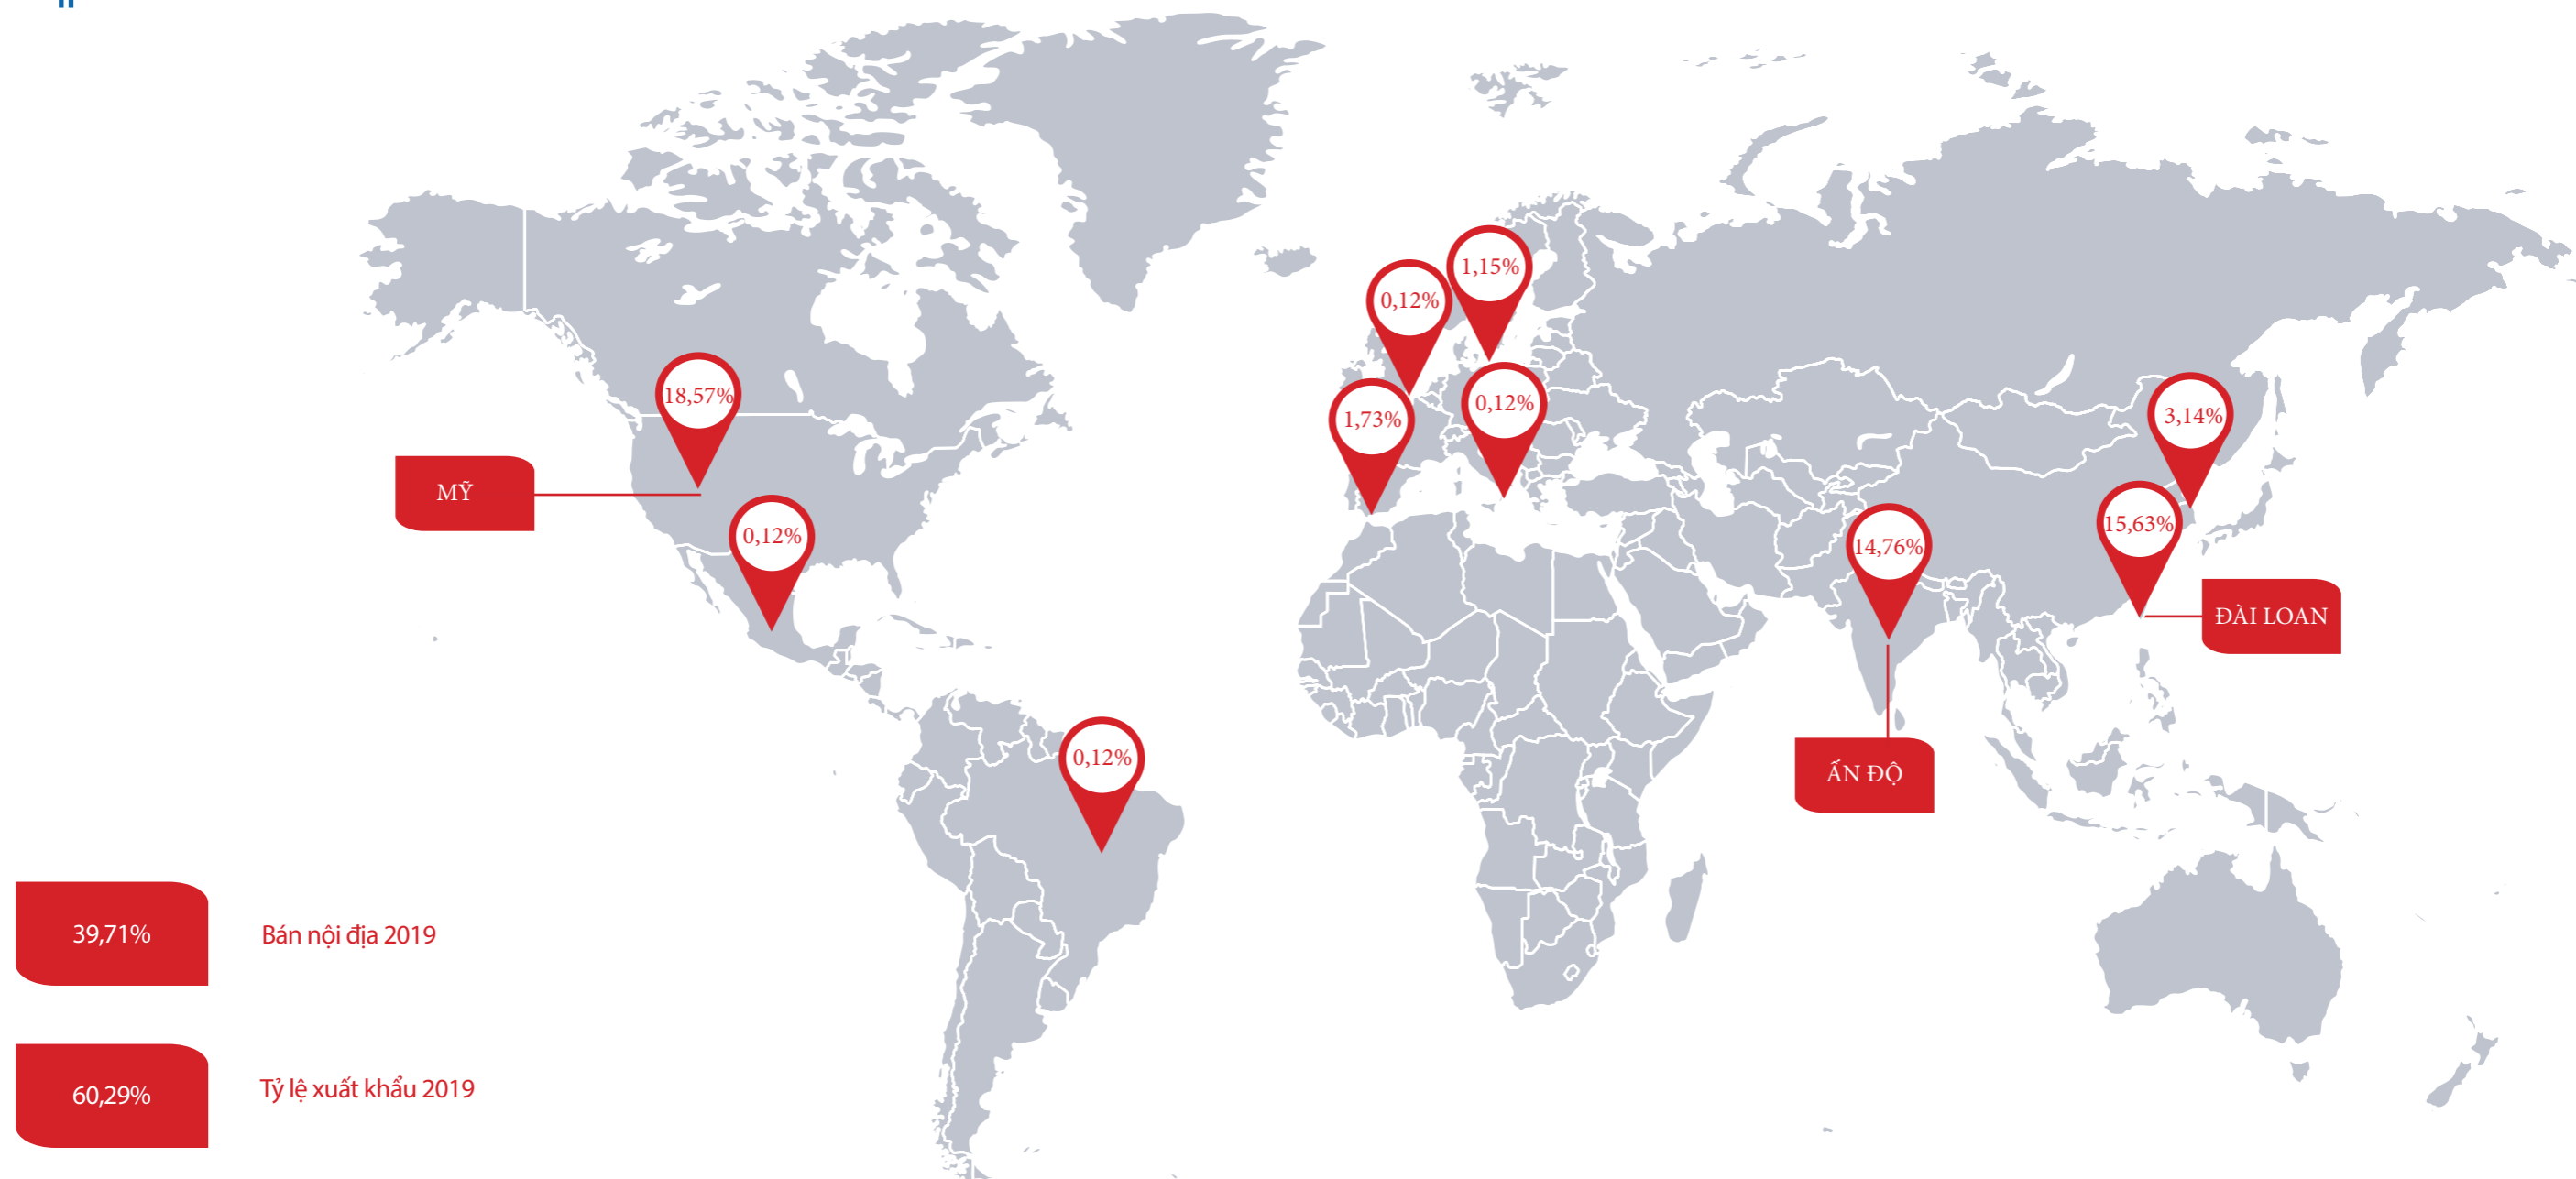 1,15%
0,12%
18,57%
1,73%
0,12%
3,14%
MỸ
0,12%
14,76%
15,63%
ĐÀI LOAN
0,12%
ẤN ĐỘ
39,71%
Bán nội địa 2019
60,29%
Tỷ lệ xuất khẩu 2019